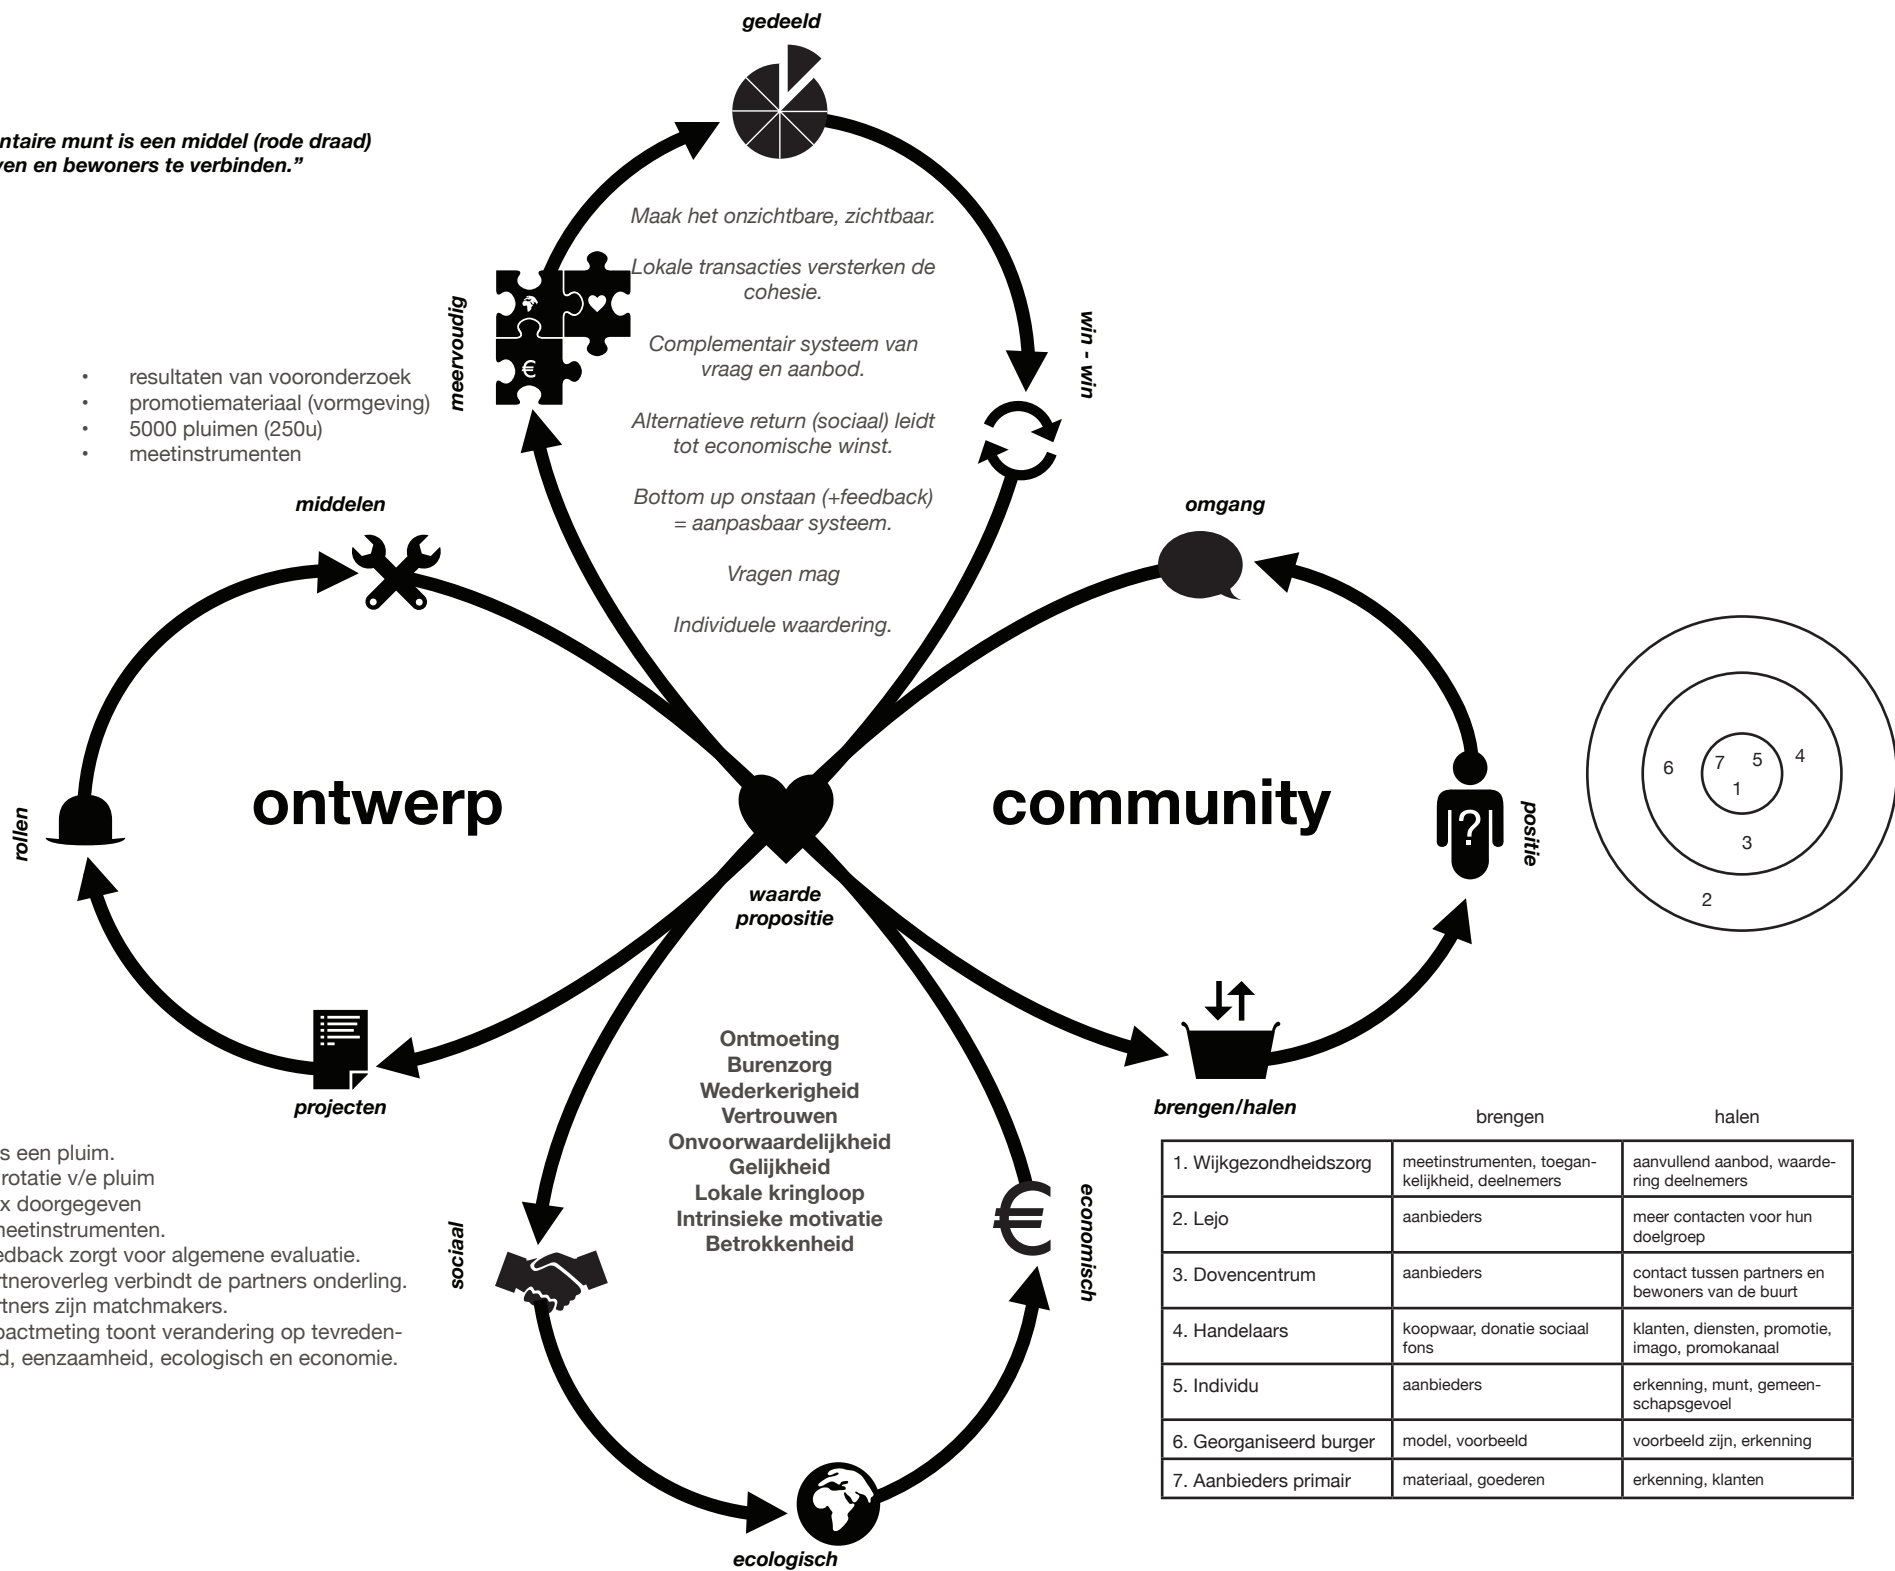 gedeeld
ntaire munt is een middel (rode draad)
ven en bewoners te verbinden.”
Maak het onzichtbare, zichtbaar.
Lokale transacties versterken de
cohesie.
Complementair systeem van
vraag en aanbod.
Alternatieve return (sociaal) leidt
tot economische winst.
Bottom up onstaan (+feedback)
= aanpasbaar systeem.
Vragen mag
Individuele waardering.
meervoudig
€
win - win
• resultaten van vooronderzoek
• promotiemateriaal (vormgeving)
• 5000 pluimen (250u)
• meetinstrumenten
middelen
omgang
rollen
ontwerp
community
?
positie
6
7
5
4
1
3
2
waarde
propositie
projecten
Ontmoeting
Burenzorg
Wederkerigheid
Vertrouwen
Onvoorwaardelijkheid
Gelijkheid
Lokale kringloop
Intrinsieke motivatie
Betrokkenheid
sociaal
€
economisch
ecologisch
s een pluim.
rotatie v/e pluim
x doorgegeven
meetinstrumenten.
edback zorgt voor algemene evaluatie.
rtneroverleg verbindt de partners onderling.
rtners zijn matchmakers.
pactmeting toont verandering op tevreden-
d, eenzaamheid, ecologisch en economie.
brengen/halen
brengen
halen
1. Wijkgezondheidszorg
meetinstrumenten, toegan-
kelijkheid, deelnemers
aanvullend aanbod, waarde-
ring deelnemers
2. Lejo
aanbieders
meer contacten voor hun
doelgroep
3. Dovencentrum
aanbieders
contact tussen partners en
bewoners van de buurt
4. Handelaars
koopwaar, donatie sociaal
fons
klanten, diensten, promotie,
imago, promokanaal
5. Individu
aanbieders
erkenning, munt, gemeen-
schapsgevoel
6. Georganiseerd burger
model, voorbeeld
voorbeeld zijn, erkenning
7. Aanbieders primair
materiaal, goederen
erkenning, klanten